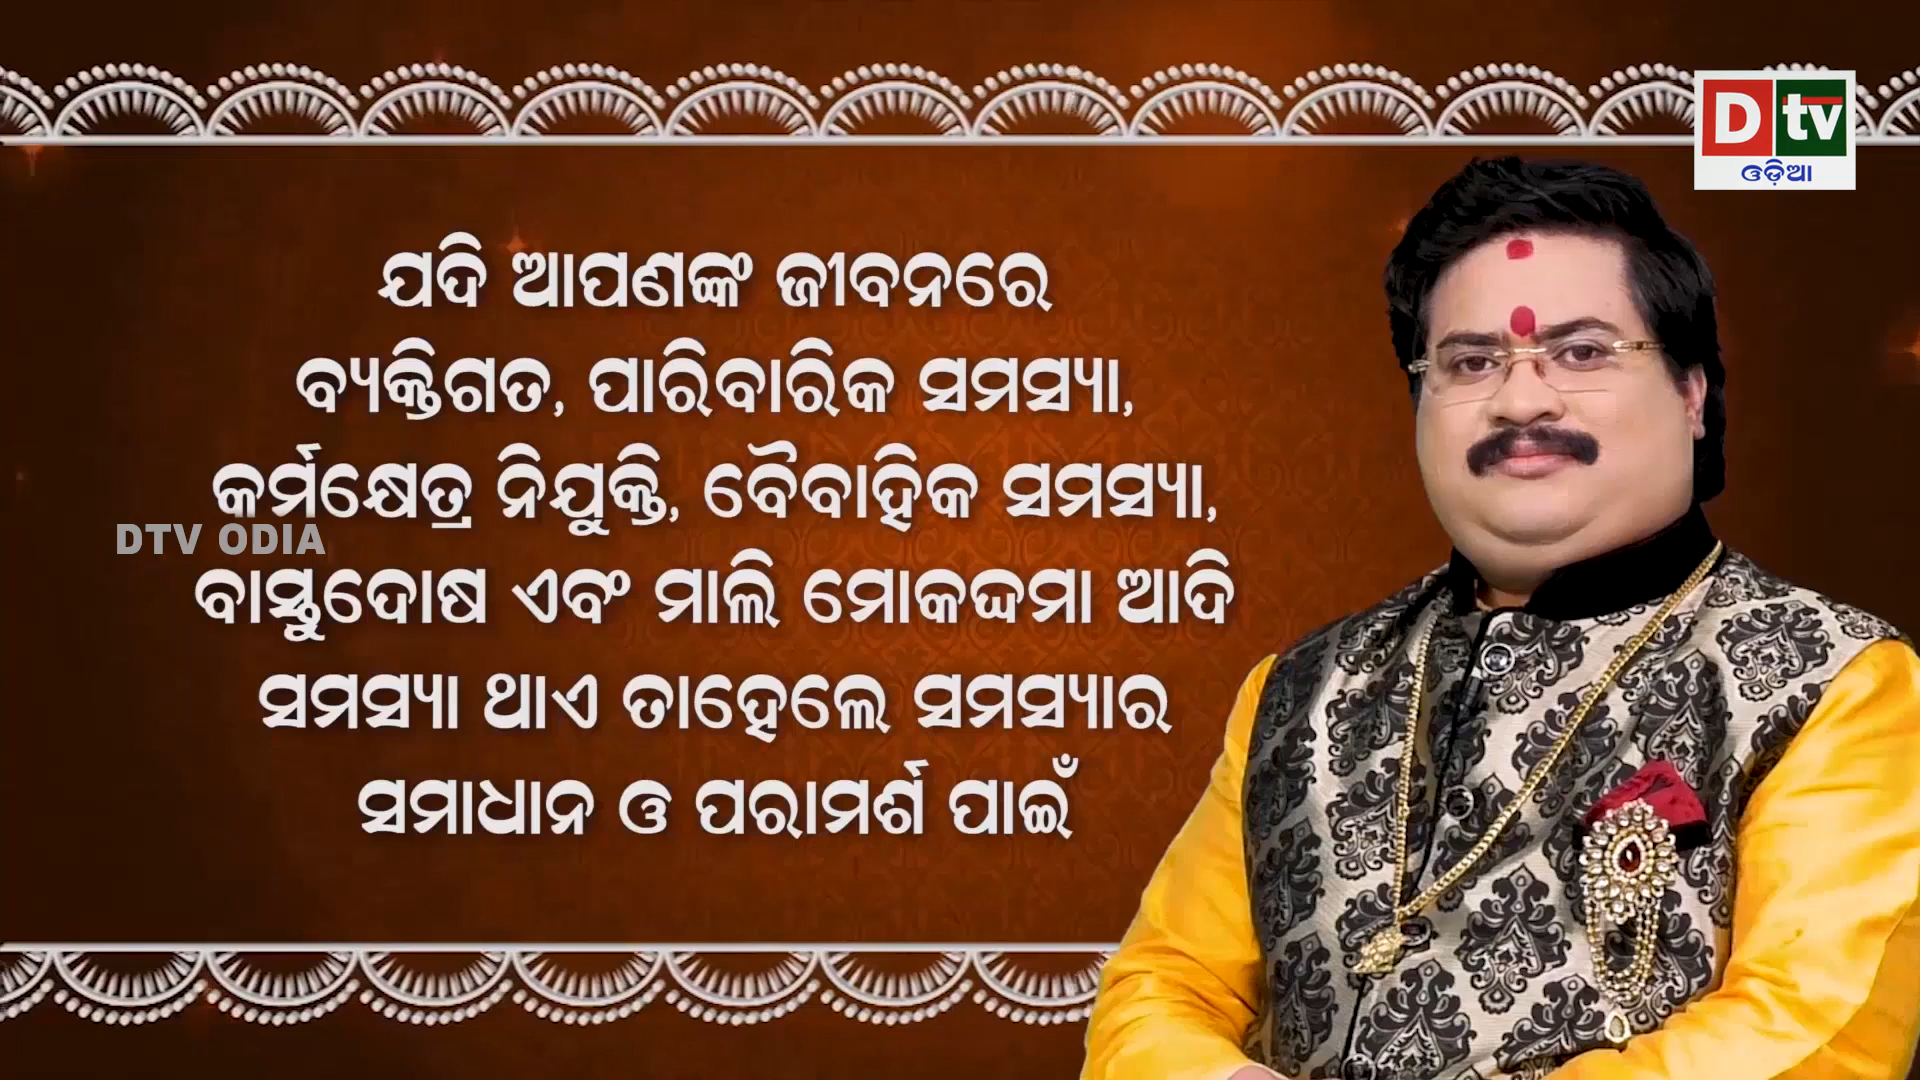 D tv
ଓଡ଼ିଆ
ଯଦି ଆପଣଙ୍କ ଜୀବନରେ
ବ୍ୟକ୍ତିଗତ, ପାରିବାରିକ ସମସ୍ୟା,
କର୍ମକ୍ଷେତ୍ର ନିଯୁକ୍ତି, ବୈବାହିକ ସମସ୍ୟା,
DTV ODIA
ବାସ୍ତୁଦୋଷ ଏବଂ ମାଲି ମୋକଦ୍ଦମା ଆଦି
ସମସ୍ୟା ଥାଏ ତାହେଲେ ସମସ୍ୟାର
ସମାଧାନ ଓ ପରାମର୍ଶ ପାଇଁ